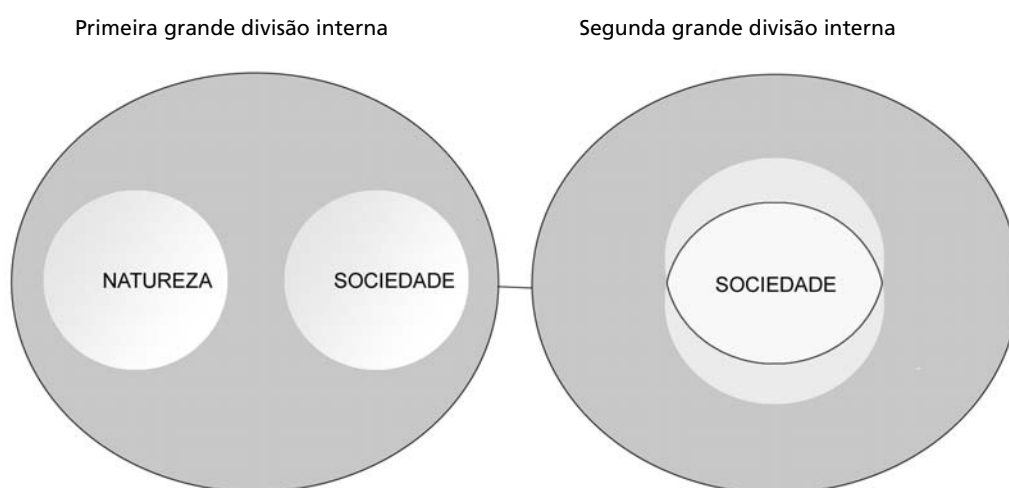 Primeira grande divisão interna
Segunda grande divisão interna
NATUREZA
SOCIEDADE
SOCIEDADE